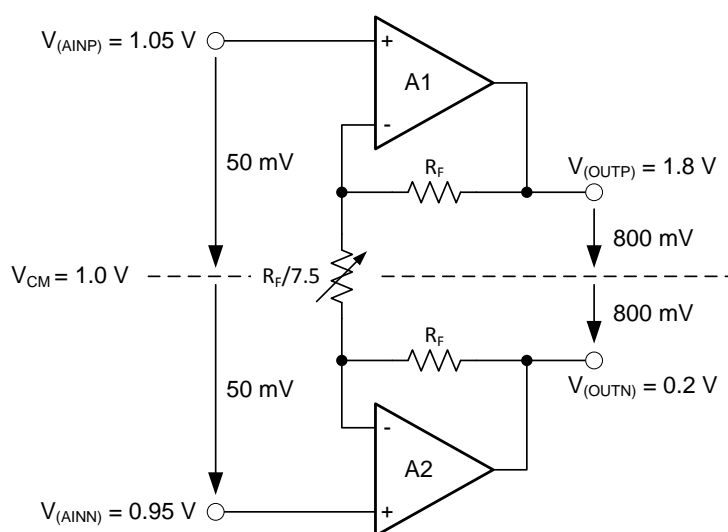 V(AINP) = 1.05 V
+
A1
-
50 mV
RF
V(OUTP) = 1.8 V
800 mV
VCM = 1.0 V
RF/7.5
800 mV
RF
50 mV
V(OUTN) = 0.2 V
-
A2
V(AINN) = 0.95 V
+